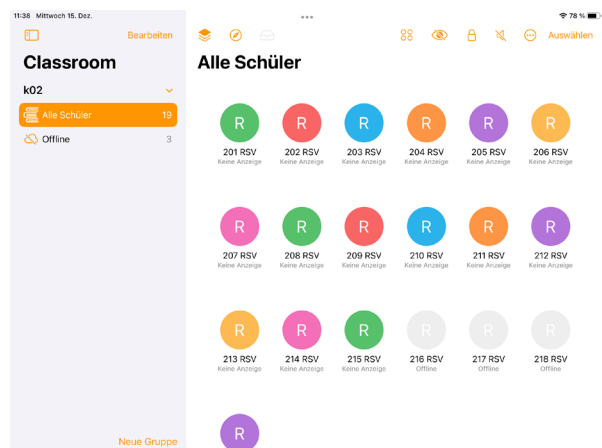 11:38 Mittwoch 15. Dez.
78 %
Bearbeiten
Auswählen
Classroom
Alle Schüler
k02
Alle Schüler 19
Offline 3
R R R R R R
201 RSV 202 RSV 203 RSV 204 RSV 205 RSV 206 RSV
Keine Anzeige Keine Anzeige Keine Anzeige Keine Anzeige Keine Anzeige Keine Anzeige
R R R R R R
207 RSV 208 RSV 209 RSV 210 RSV 211 RSV 212 RSV
Keine Anzeige Keine Anzeige Keine Anzeige Keine Anzeige Keine Anzeige Keine Anzeige
R R R R R R
213 RSV 214 RSV 215 RSV 216 RSV 217 RSV 218 RSV
Keine Anzeige Keine Anzeige Keine Anzeige Offline Offline Offline
R
Neue Gruppe